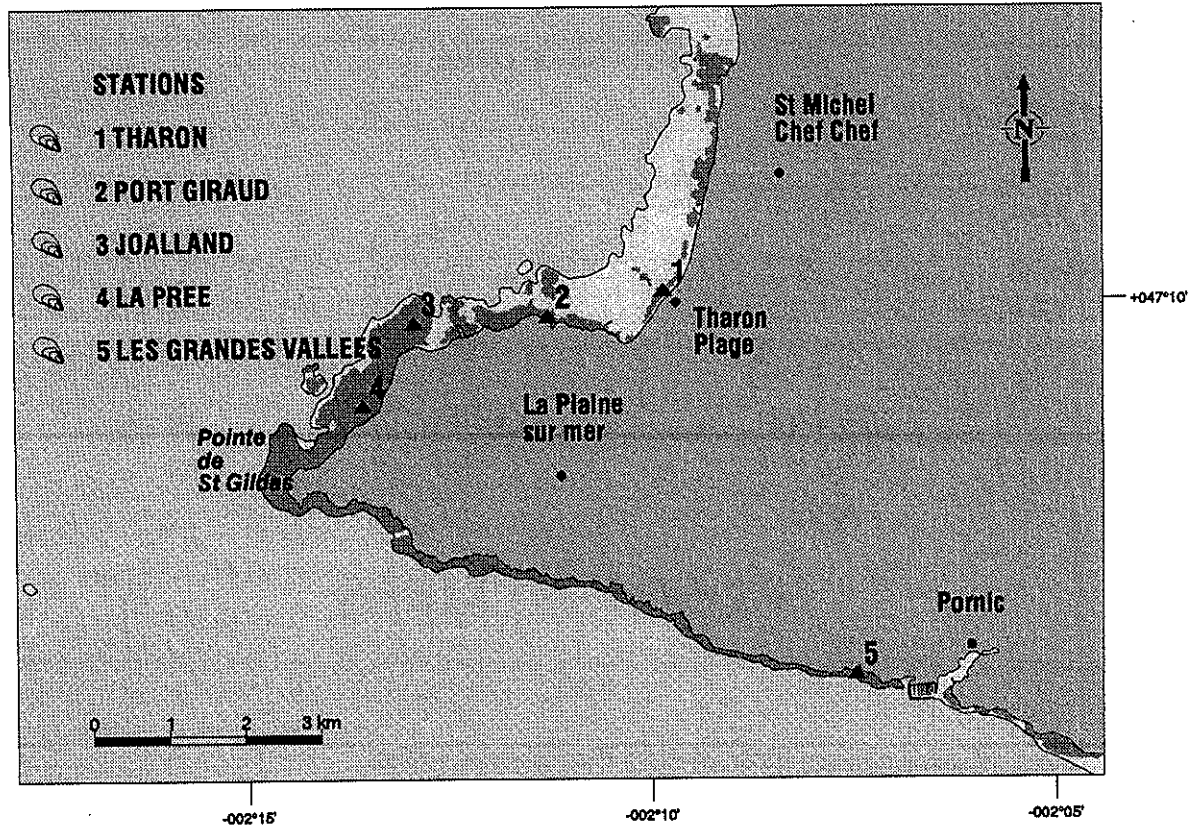 STATIONS
1 THARON
2 PORT GIRAUD
3 JOALLAND
4 LA PREE
5 LES GRANDES VALLEES
St Michel
Chef Chef
N
1
2
3
4
5
+047°10'
Tharon
Plage
La Plaine
sur mer
Pointe
de
St Gildas
Pornic
0 1 2 3 km
-002°15'
-002°10'
-002°05'